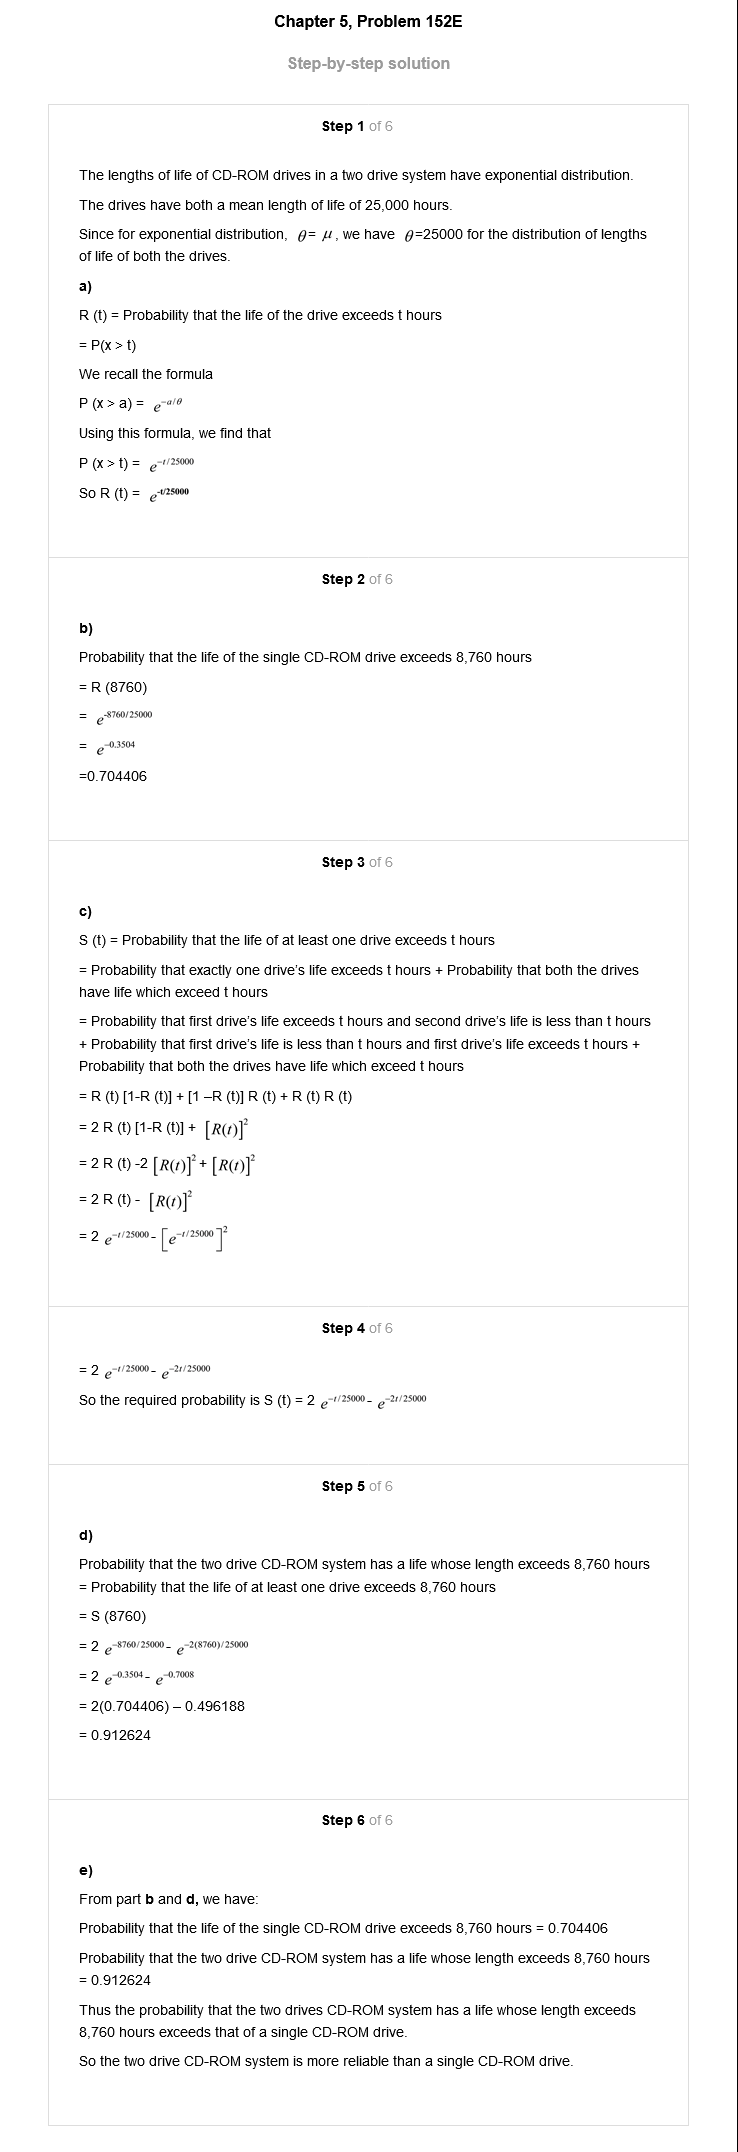 Chapter 5, Problem 152E
Step-by-step solution
Step 1 of 6
The lengths of life of CD-ROM drives in a two drive system have exponential distribution.
The drives have both a mean length of life of 25,000 hours.
Since for exponential distribution, θ= μ, we have θ=25000 for the distribution of lengths
of life of both the drives.
a)
R (t) = Probability that the life of the drive exceeds t hours
= P(x > t)
We recall the formula
P (x > a) = e^{-a/θ}
Using this formula, we find that
P (x > t) = e^{-t/25000}
So R (t) = e^{-t/25000}
Step 2 of 6
b)
Probability that the life of the single CD-ROM drive exceeds 8,760 hours
= R (8760)
= e^{-8760/25000}
= e^{-0.3504}
=0.704406
Step 3 of 6
c)
S (t) = Probability that the life of at least one drive exceeds t hours
= Probability that exactly one drive's life exceeds t hours + Probability that both the drives
have life which exceed t hours
= Probability that first drive's life exceeds t hours and second drive's life is less than t hours
+ Probability that first drive's life is less than t hours and first drive's life exceeds t hours +
Probability that both the drives have life which exceed t hours
= R (t) [1-R (t)] + [1 –R (t)] R (t) + R (t) R (t)
= 2 R (t) [1-R (t)] + [R(t)]²
= 2 R (t) -2 [R(t)]² + [R(t)]²
= 2 R (t) - [R(t)]²
= 2 e^{-t/25000} - [e^{-t/25000}]²
Step 4 of 6
= 2 e^{-t/25000} - e^{-2t/25000}
So the required probability is S (t) = 2 e^{-t/25000} - e^{-2t/25000}
Step 5 of 6
d)
Probability that the two drive CD-ROM system has a life whose length exceeds 8,760 hours
= Probability that the life of at least one drive exceeds 8,760 hours
= S (8760)
= 2 e^{-8760/25000} - e^{-2(8760)/25000}
= 2 e^{-0.3504} - e^{-0.7008}
= 2(0.704406) – 0.496188
= 0.912624
Step 6 of 6
e)
From part b and d, we have:
Probability that the life of the single CD-ROM drive exceeds 8,760 hours = 0.704406
Probability that the two drive CD-ROM system has a life whose length exceeds 8,760 hours
= 0.912624
Thus the probability that the two drives CD-ROM system has a life whose length exceeds
8,760 hours exceeds that of a single CD-ROM drive.
So the two drive CD-ROM system is more reliable than a single CD-ROM drive.